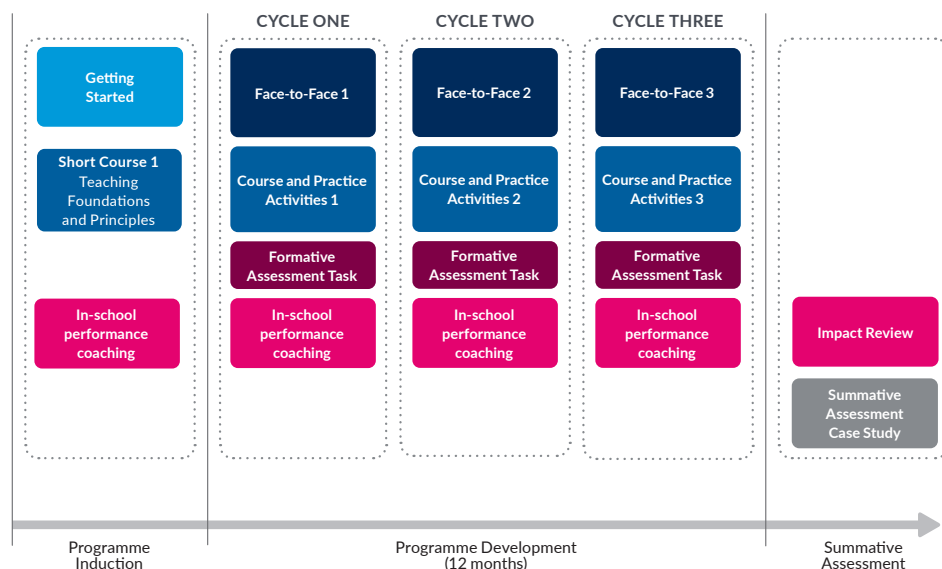 CYCLE ONE
CYCLE TWO
CYCLE THREE
Getting
Started
Short Course 1
Teaching
Foundations
and Principles
In-school
performance
coaching
Face-to-Face 1
Course and Practice
Activities 1
Formative
Assessment Task
In-school
performance
coaching
Face-to-Face 2
Course and Practice
Activities 2
Formative
Assessment Task
In-school
performance
coaching
Face-to-Face 3
Course and Practice
Activities 3
Formative
Assessment Task
In-school
performance
coaching
Impact Review
Summative
Assessment
Case Study
Programme
Induction
Programme Development
(12 months)
Summative
Assessment